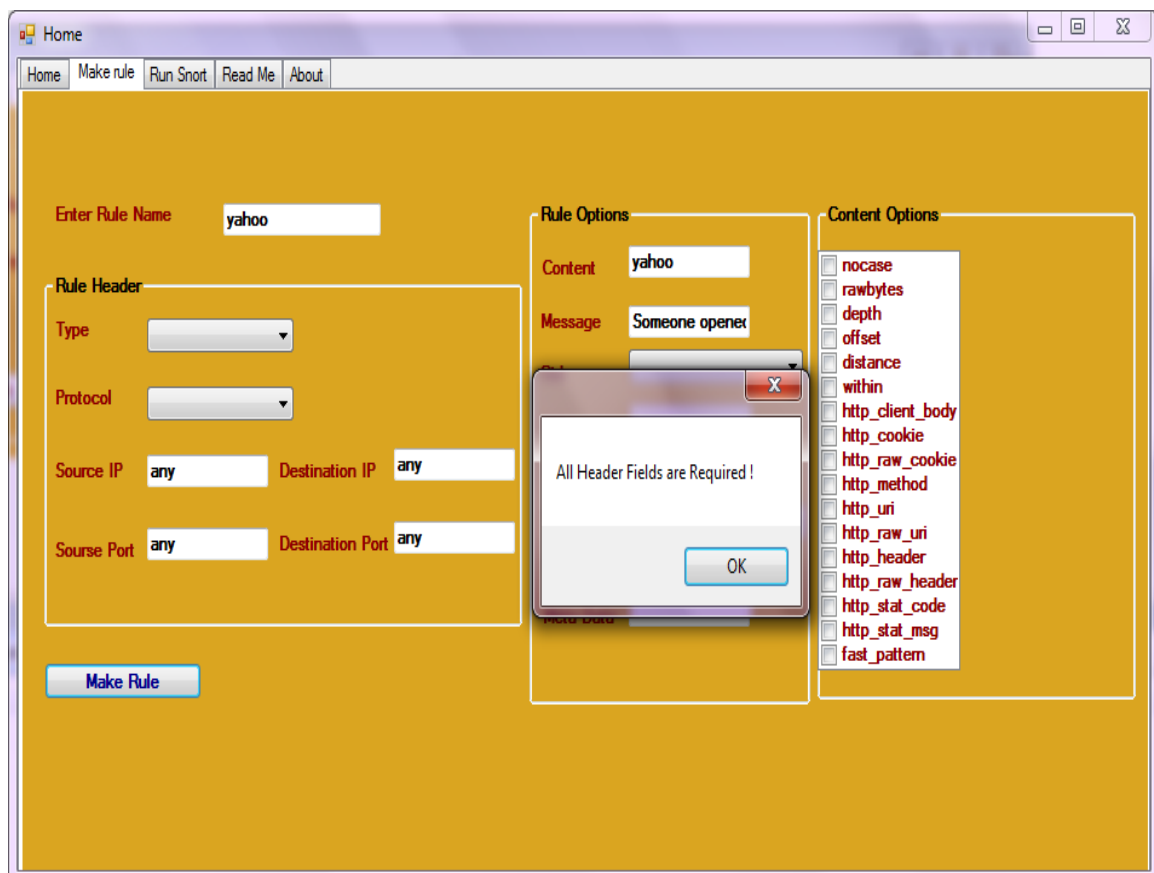 Home
Home Make rule Run Snort Read Me About
Enter Rule Name yahoo
Rule Header
Type
Protocol
Source IP any Destination IP any
Sourse Port any Destination Port any
Make Rule
Rule Options
Content yahoo
Message Someone opened
Meta Data
All Header Fields are Required !
OK
Content Options
nocase
rawbytes
depth
offset
distance
within
http_client_body
http_cookie
http_raw_cookie
http_method
http_uri
http_raw_uri
http_header
http_raw_header
http_stat_code
http_stat_msg
fast_pattern